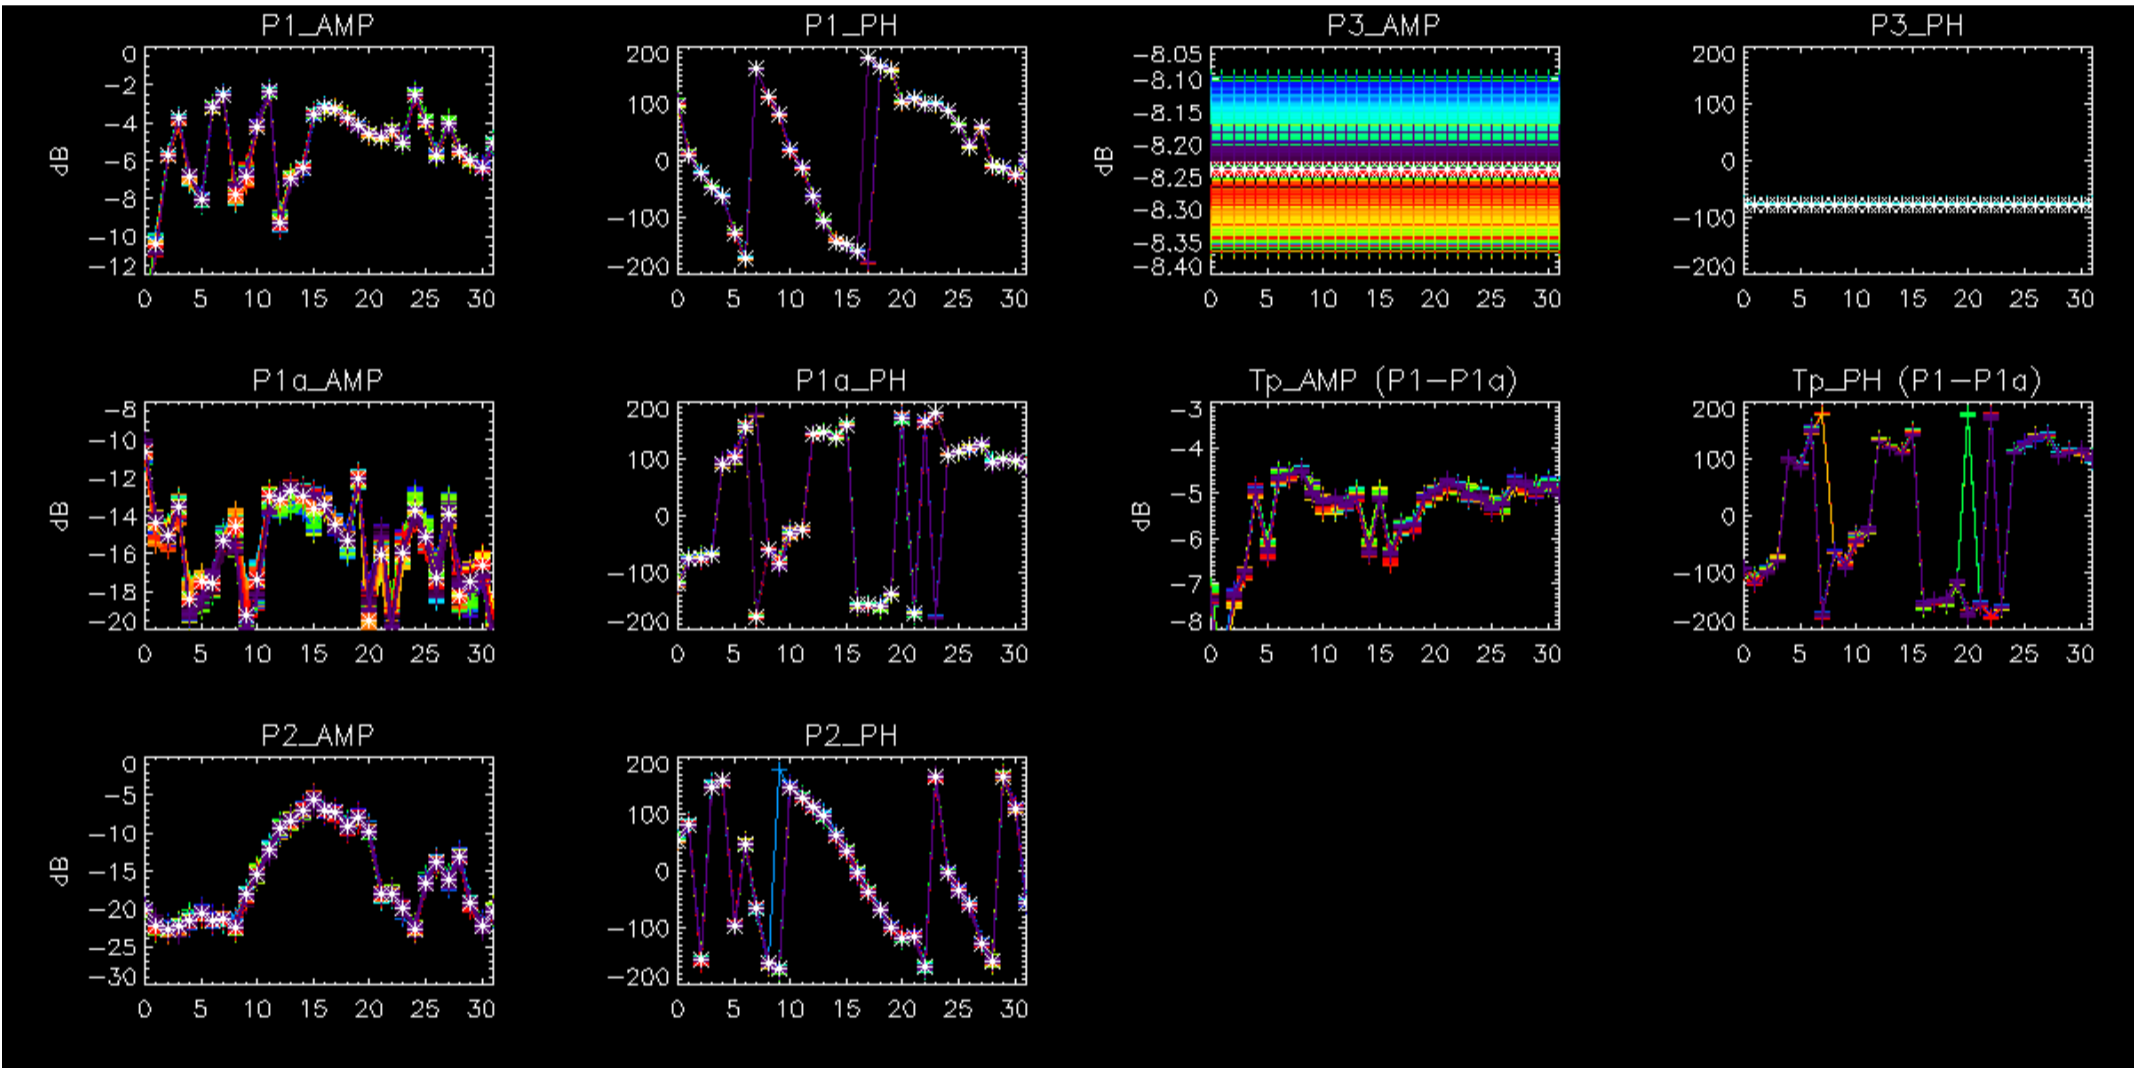 P1_AMP
dB
0
−2
−4
−6
−8
−10
−12
0 5 10 15 20 25 30
P1_PH
200
100
0
−100
−200
0 5 10 15 20 25 30
P3_AMP
dB
−8.05
−8.10
−8.15
−8.20
−8.25
−8.30
−8.35
−8.40
0 5 10 15 20 25 30
P3_PH
200
100
0
−100
−200
0 5 10 15 20 25 30
P1a_AMP
dB
−8
−10
−12
−14
−16
−18
−20
0 5 10 15 20 25 30
P1a_PH
200
100
0
−100
−200
0 5 10 15 20 25 30
Tp_AMP (P1−P1a)
dB
−3
−4
−5
−6
−7
−8
0 5 10 15 20 25 30
Tp_PH (P1−P1a)
200
100
0
−100
−200
0 5 10 15 20 25 30
P2_AMP
dB
0
−5
−10
−15
−20
−25
−30
0 5 10 15 20 25 30
P2_PH
200
100
0
−100
−200
0 5 10 15 20 25 30